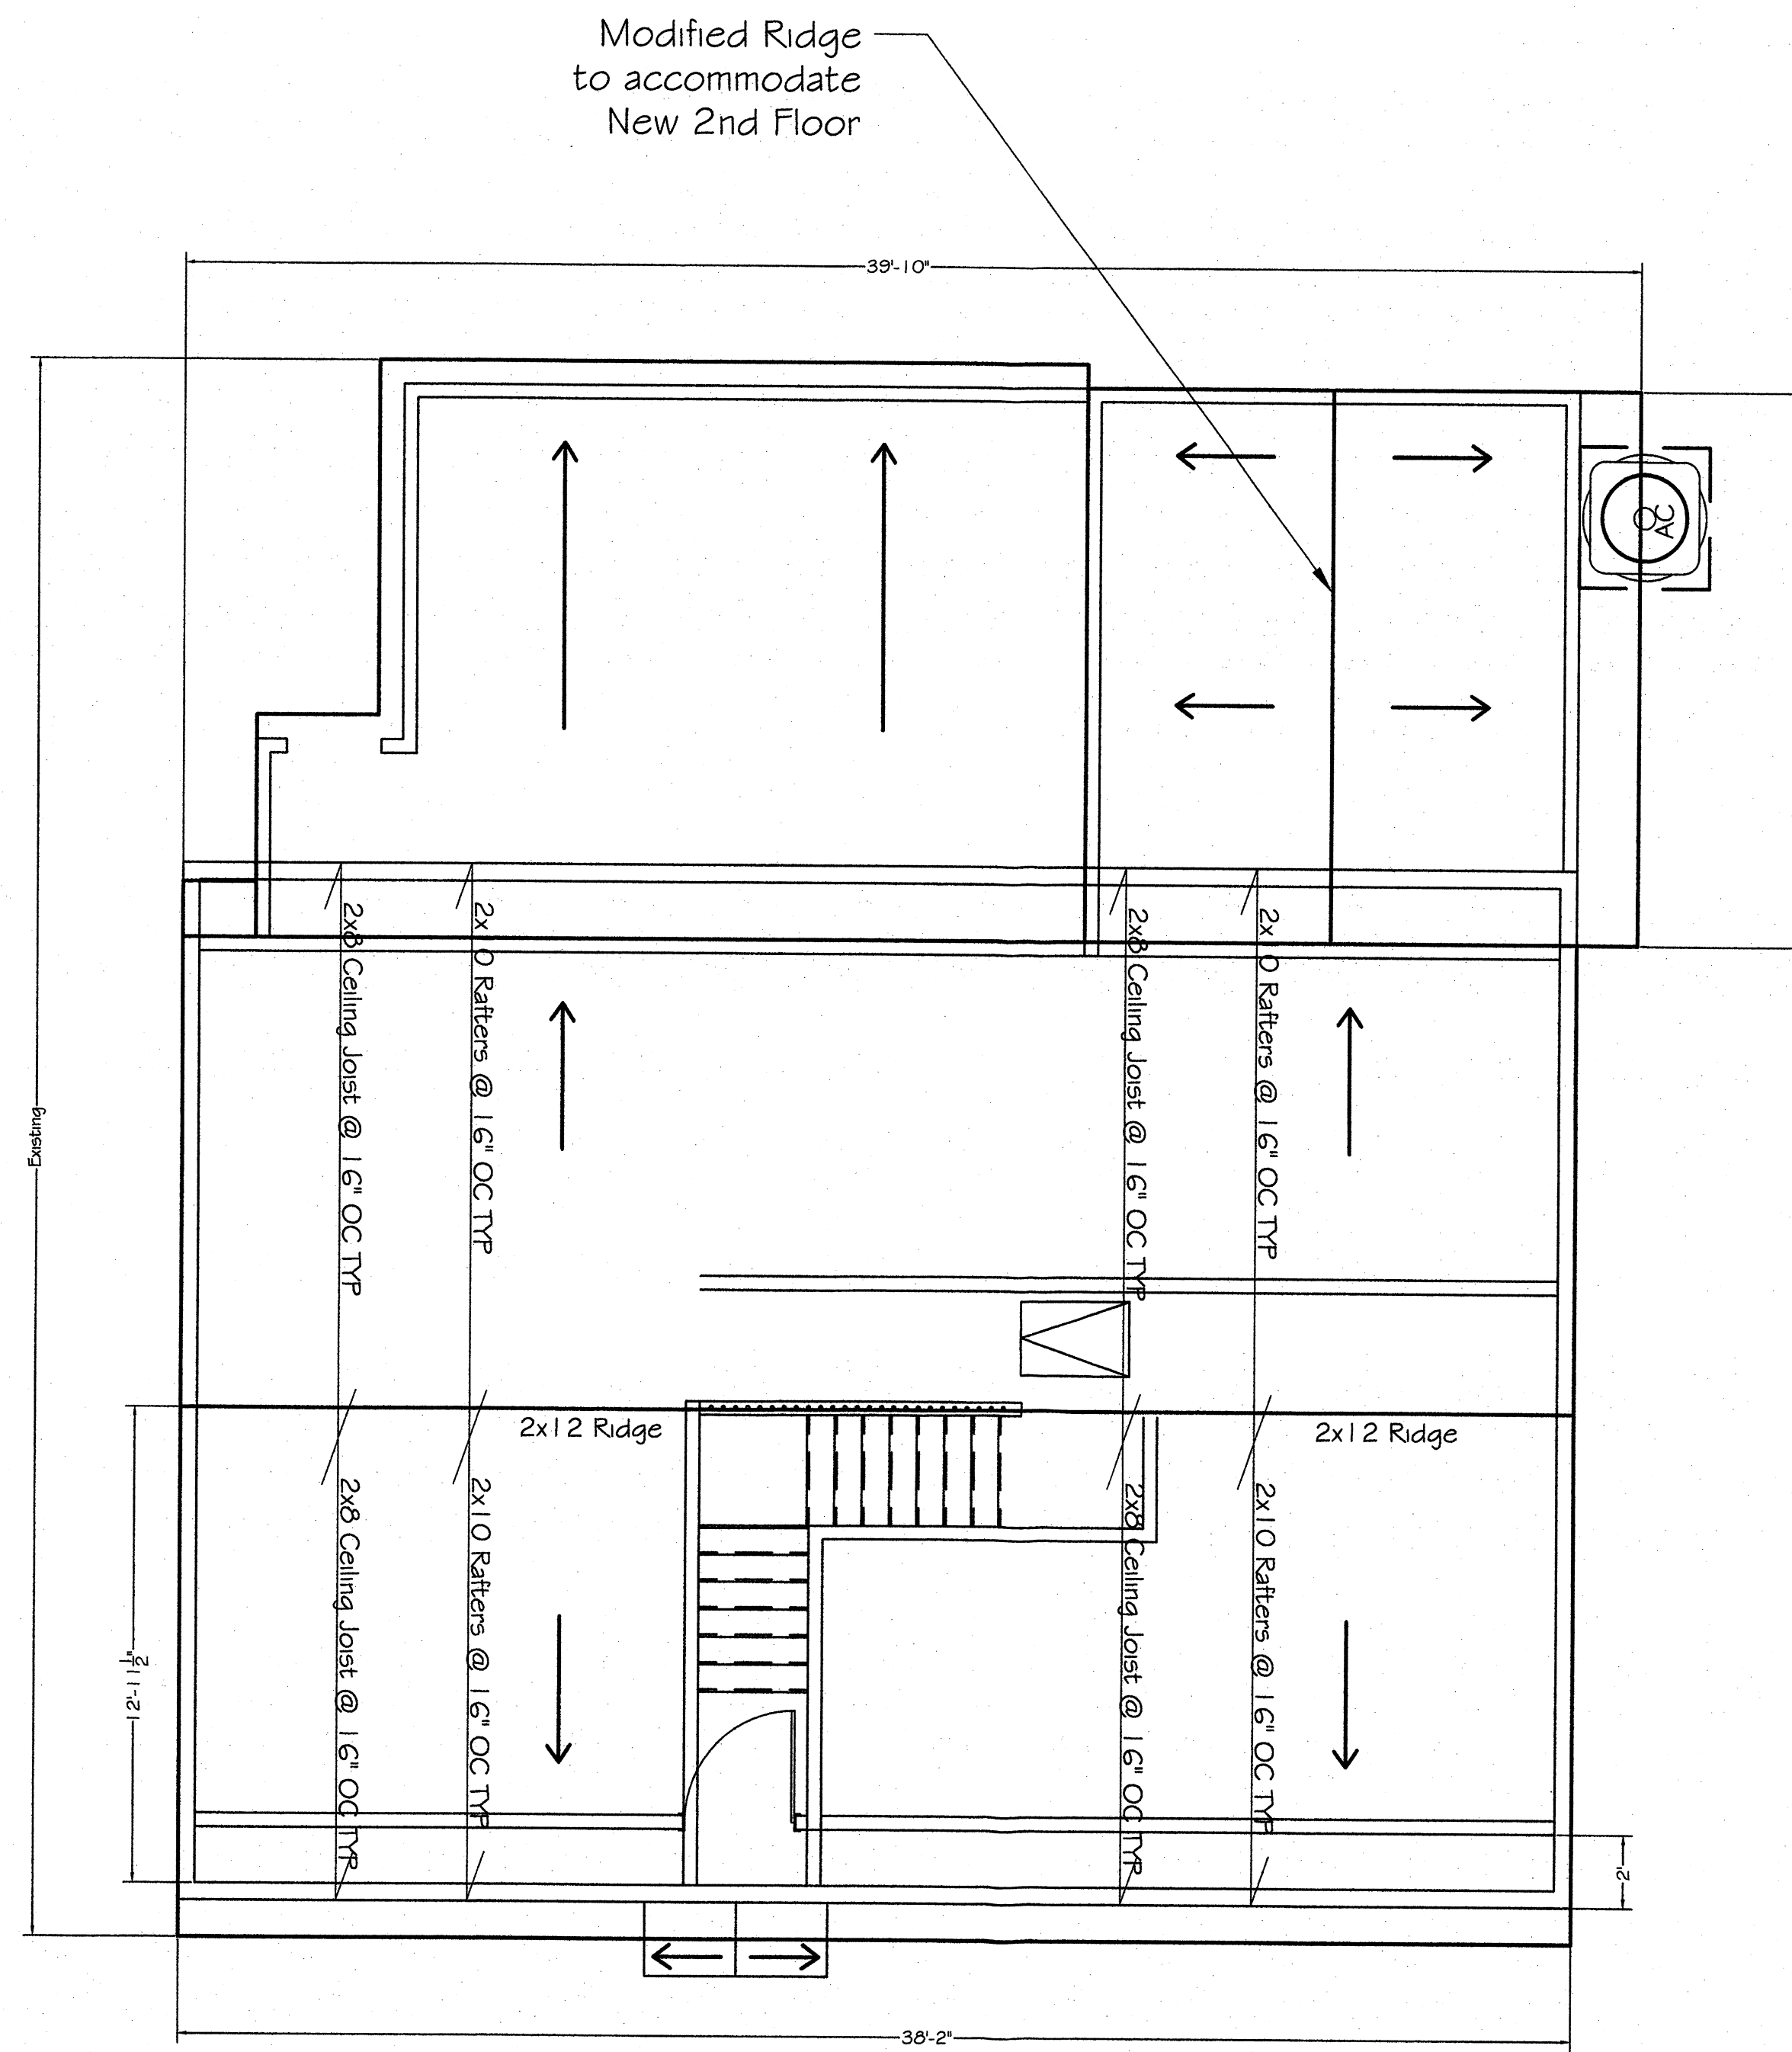 Modified Ridge
to accommodate
New 2nd Floor
39'-10"
AC
Existing
2x8 Ceiling Joist @ 16" OC TYP
2x10 Rafters @ 16" OC TYP
2x8 Ceiling Joist @ 16" OC TYP
2x10 Rafters @ 16" OC TYP
2x12 Ridge
2x12 Ridge
2x8 Ceiling Joist @ 16" OC TYP
2x10 Rafters @ 16" OC TYP
2x8 Ceiling Joist @ 16" OC TYP
2x10 Rafters @ 16" OC TYP
12'-11 1/2"
2'
38'-2"